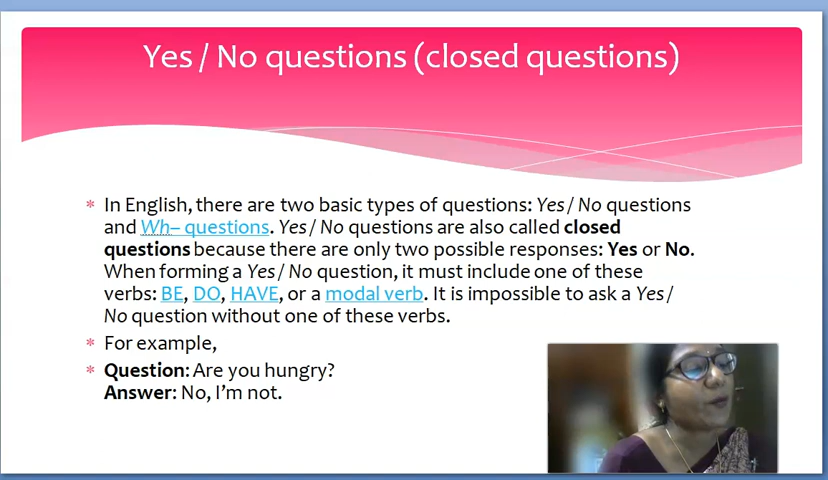 Yes / No questions (closed questions)
* In English, there are two basic types of questions: Yes / No questions
and Wh– questions. Yes / No questions are also called closed
questions because there are only two possible responses: Yes or No.
When forming a Yes / No question, it must include one of these
verbs: BE, DO, HAVE, or a modal verb. It is impossible to ask a Yes /
No question without one of these verbs.
* For example,
* Question: Are you hungry?
Answer: No, I’m not.